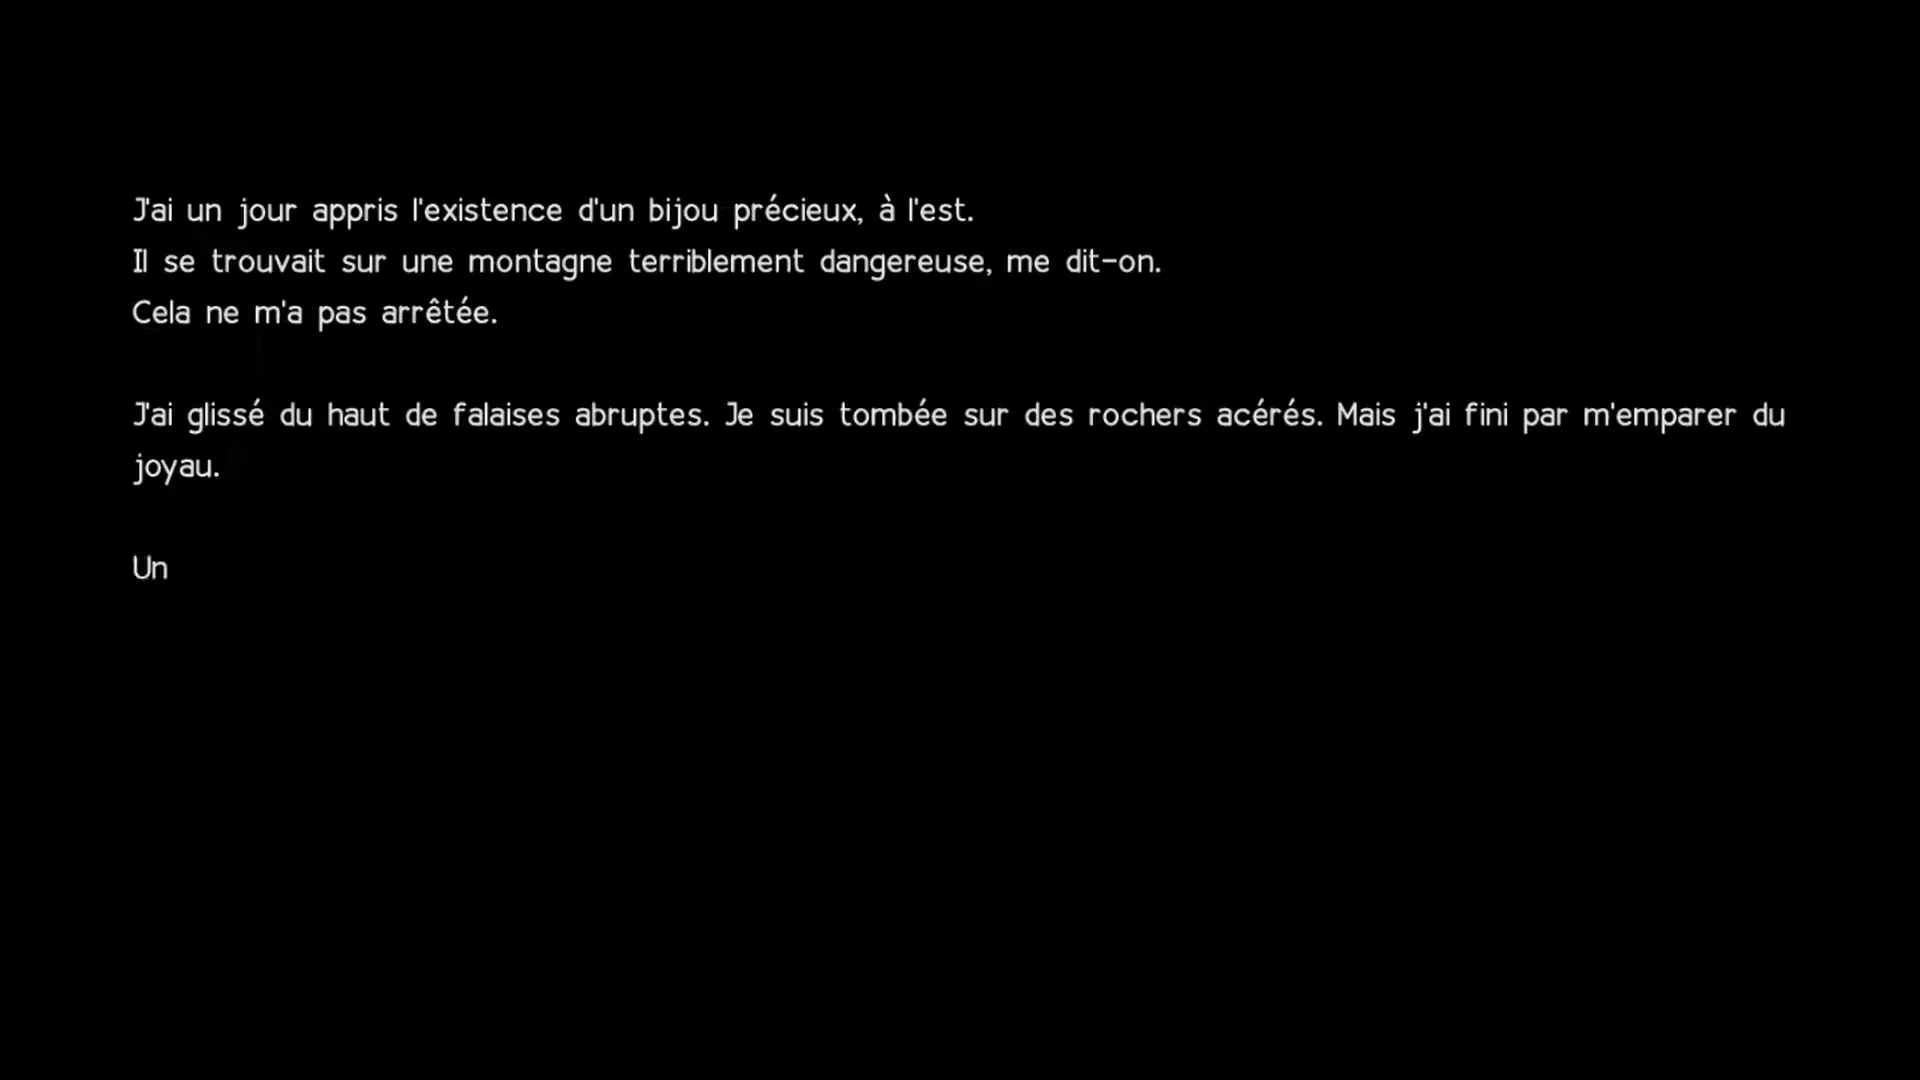 J'ai un jour appris l'existence d'un bijou précieux, à l'est.
Il se trouvait sur une montagne terriblement dangereuse, me dit-on.
Cela ne m'a pas arrêtée.
J'ai glissé du haut de falaises abruptes. Je suis tombée sur des rochers acérés. Mais j'ai fini par m'emparer du
joyau.
Un